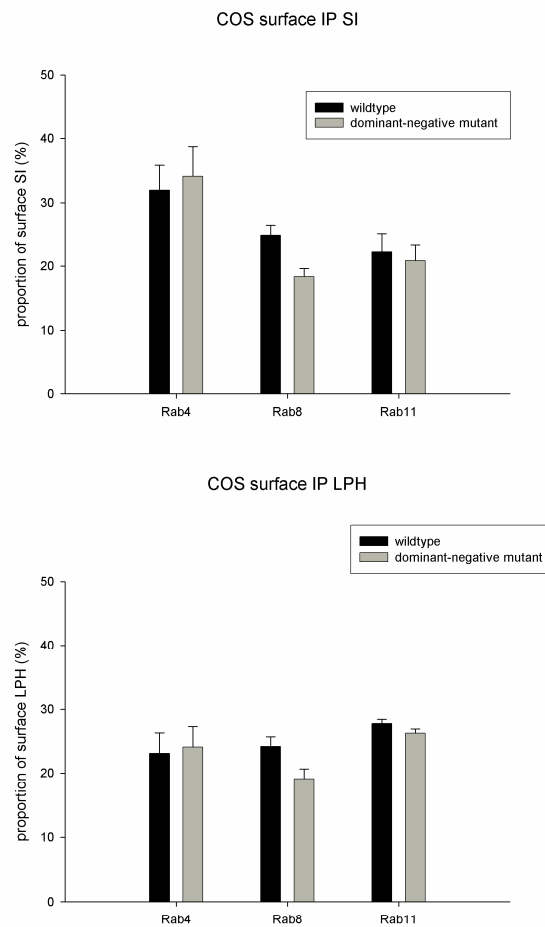 COS surface IP SI
wildtype
dominant-negative mutant
proportion of surface SI (%)
50
40
30
20
10
0
Rab4 Rab8 Rab11
COS surface IP LPH
wildtype
dominant-negative mutant
proportion of surface LPH (%)
50
40
30
20
10
0
Rab4 Rab8 Rab11